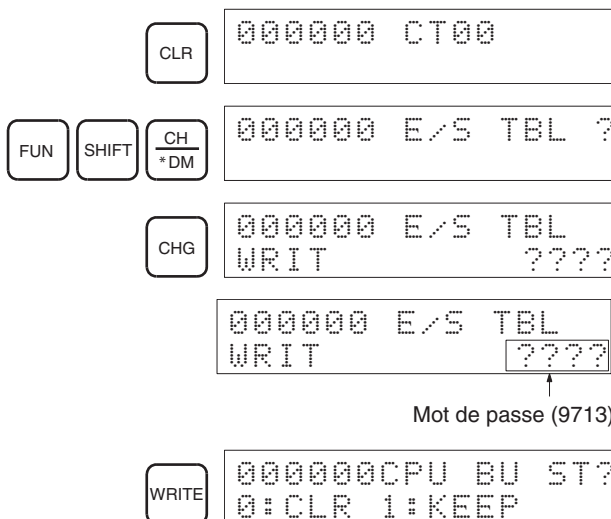 CLR
000000 CT00
FUN SHIFT CH
*DM
000000 E/S TBL ?
CHG
000000 E/S TBL
WRIT ????
000000 E/S TBL
WRIT ????
Mot de passe (9713)
WRITE
000000CPU BU ST?
0:CLR 1:KEEP